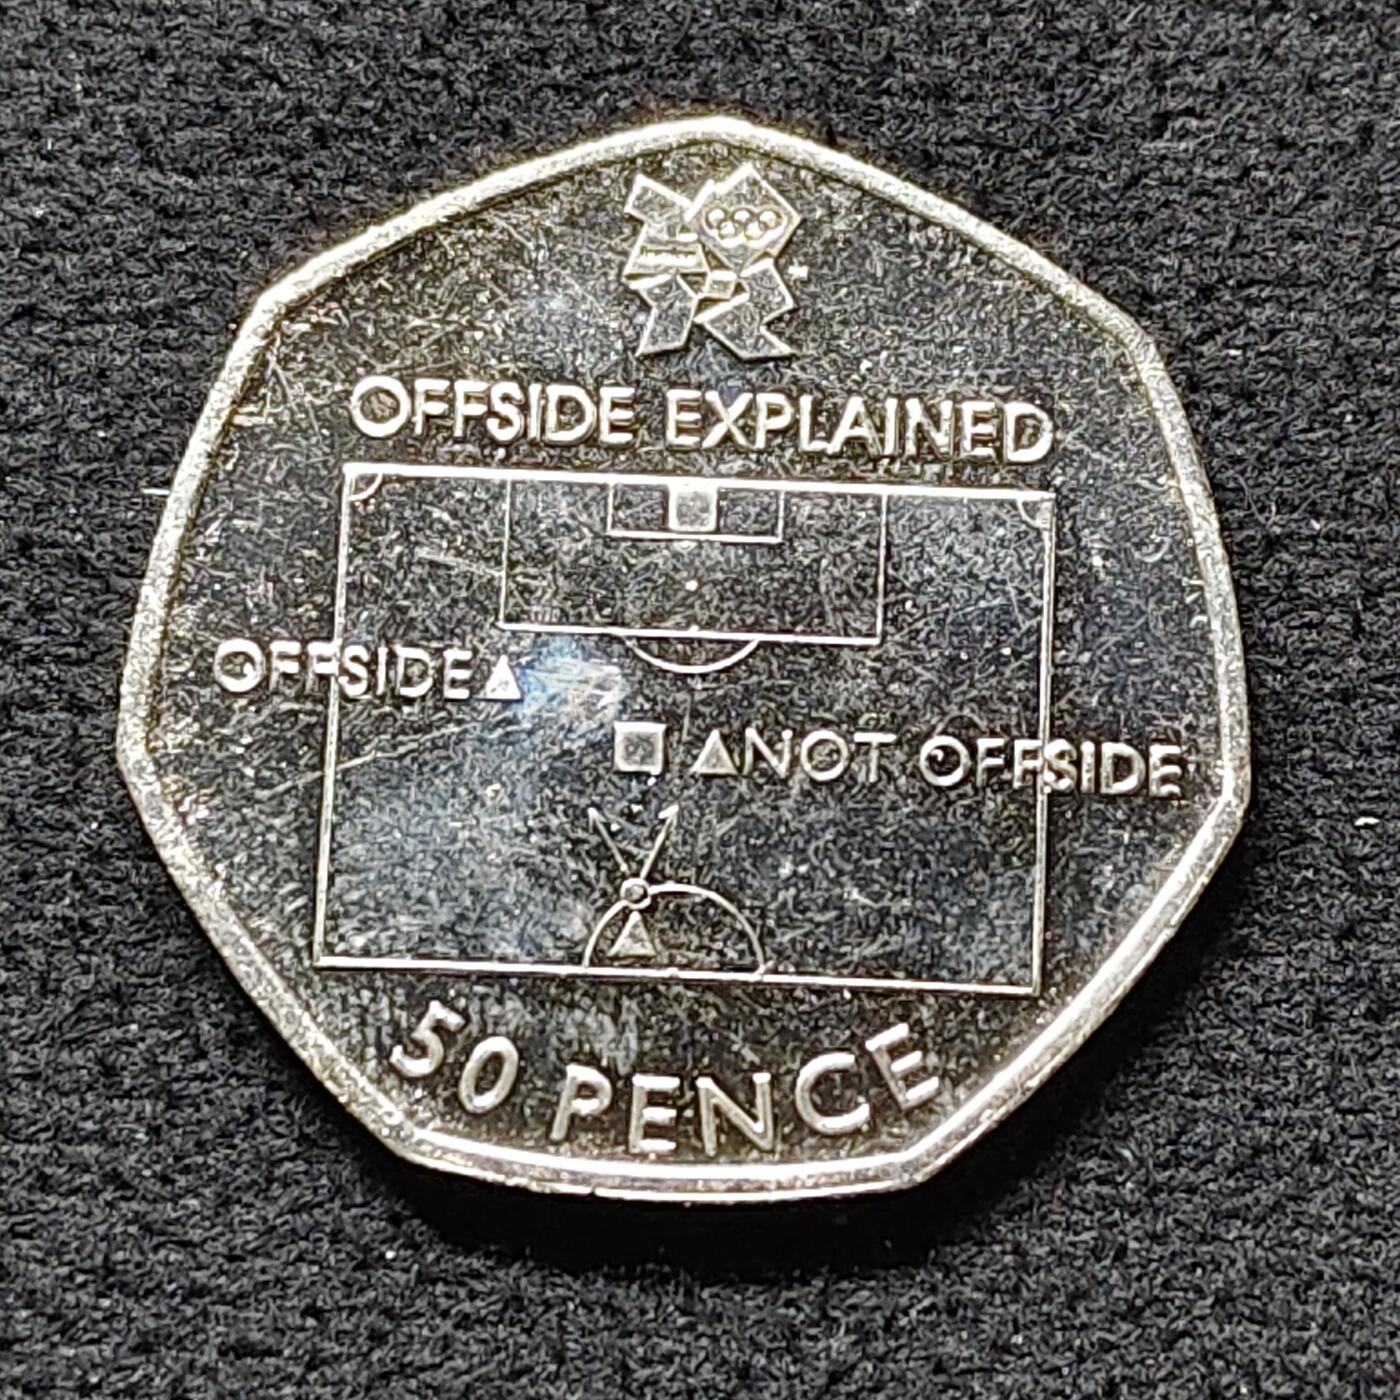 OFFSIDE EXPLAINED
OFFSIDE
NOT OFFSIDE
50 PENCE